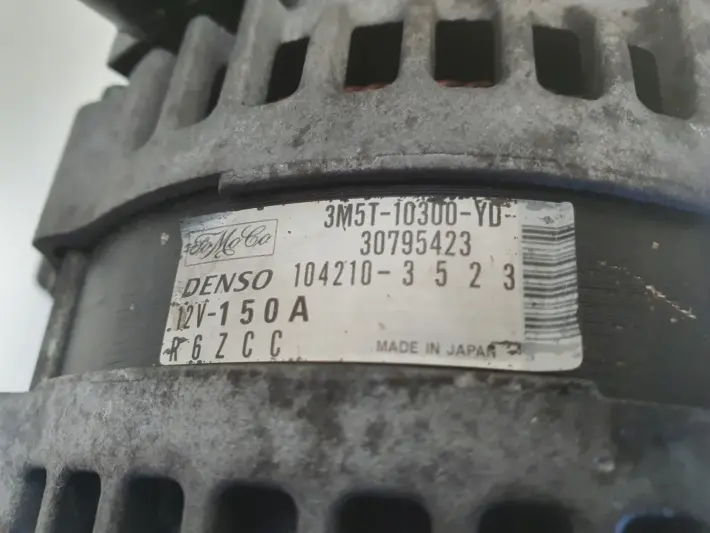 3M5T-10300-YD
30795423
FoMoCo
DENSO 104210-3523
12V-150A
R6ZCC
MADE IN JAPAN